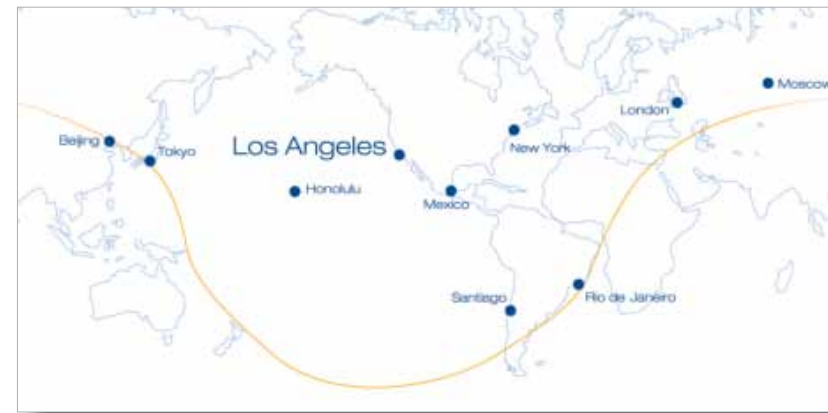 Moscow
London
Beijing
Tokyo
Los Angeles
New York
Honolulu
Mexico
Santiago
Rio de Janeiro